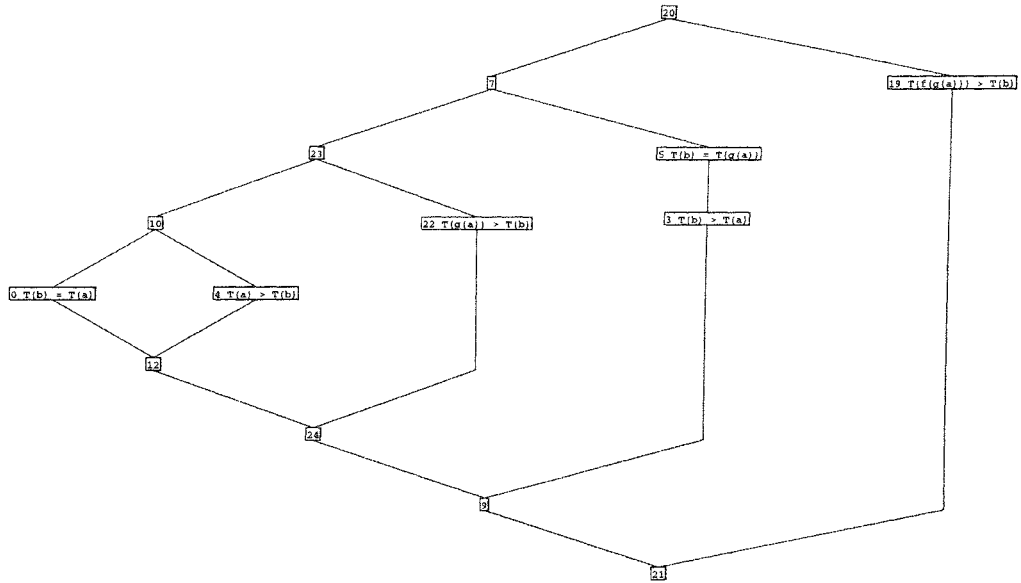 20
7
19 T(f(g(a))) > T(b)
23
5 T(b) = T(g(a))
10
22 T(g(a)) > T(b)
3 T(b) > T(a)
0 T(b) = T(a)
4 T(a) > T(b)
12
24
9
21